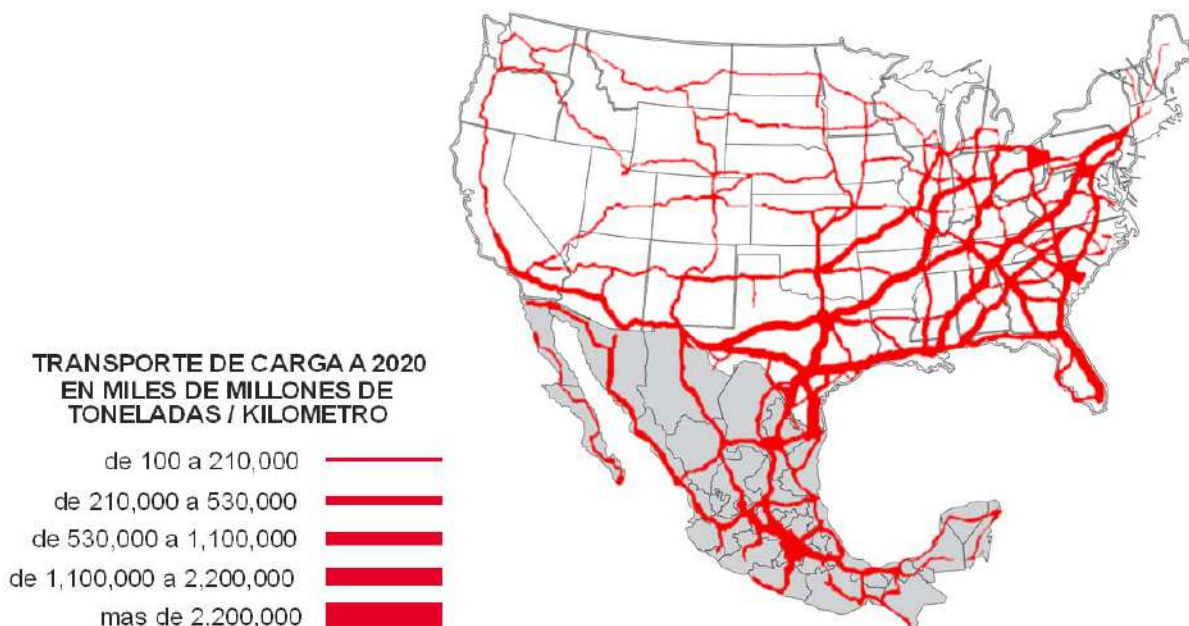 TRANSPORTE DE CARGA A 2020
EN MILES DE MILLONES DE
TONELADAS / KILOMETRO
de 100 a 210,000
de 210,000 a 530,000
de 530,000 a 1,100,000
de 1,100,000 a 2,200,000
mas de 2,200,000